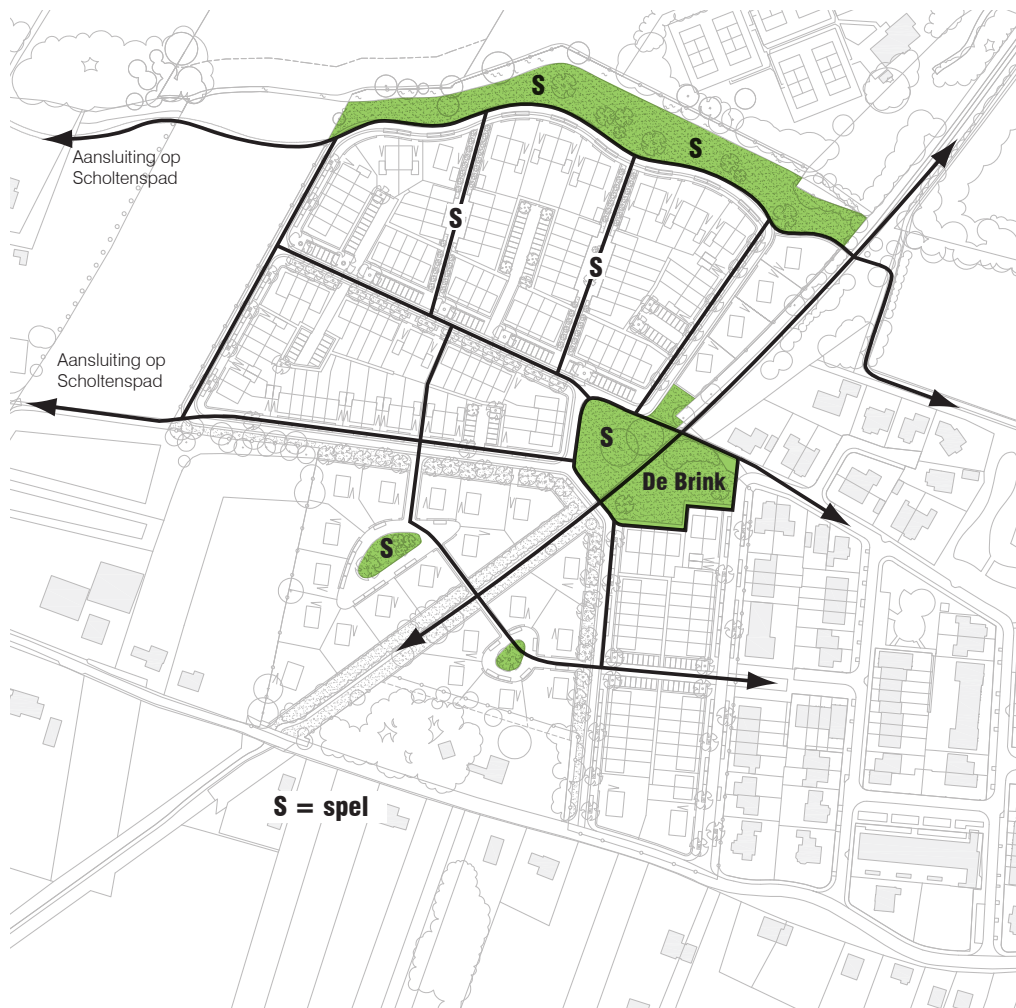 S
S
Aansluiting op
Scholtenspad
S
S
Aansluiting op
Scholtenspad
S
De Brink
S
S = spel